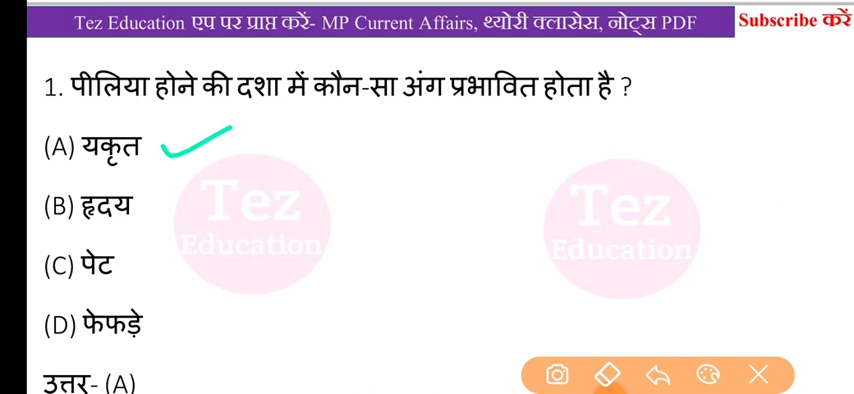 Tez Education एप पर प्राप्त करें- MP Current Affairs, थ्योरी क्लासेस, नोट्स PDF
Subscribe करें
1. पीलिया होने की दशा में कौन-सा अंग प्रभावित होता है ?
(A) यकृत
(B) हृदय
(C) पेट
(D) फेफड़े
उत्तर- (A)
Tez
Education
Tez
Education